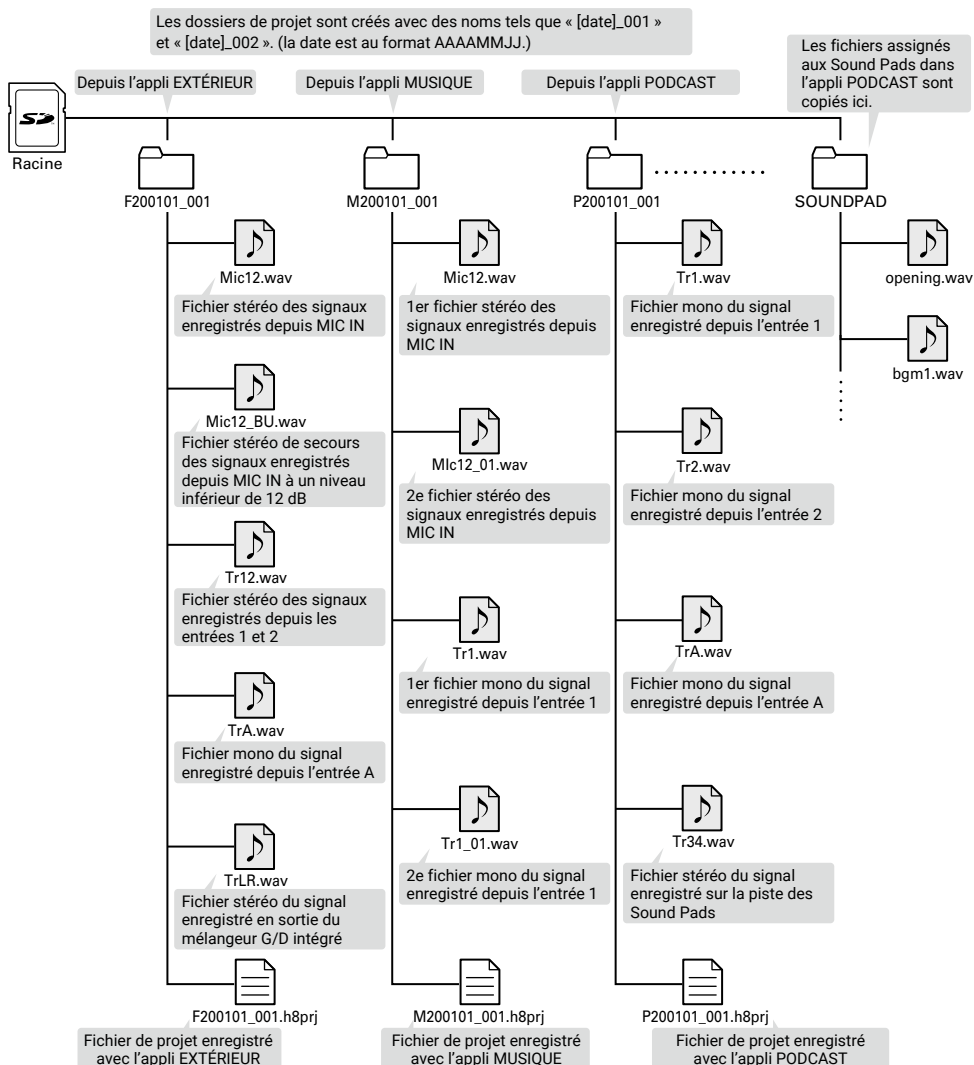 Les dossiers de projet sont créés avec des noms tels que « [date]_001 »
et « [date]_002 ». (la date est au format AAAAMMJJ.)
Les fichiers assignés
aux Sound Pads dans
l'appli PODCAST sont
copiés ici.
Depuis l'appli EXTÉRIEUR
Depuis l'appli MUSIQUE
Depuis l'appli PODCAST
SD
Racine
F200101_001
M200101_001
P200101_001
SOUNDPAD
Mic12.wav
Fichier stéréo des signaux
enregistrés depuis MIC IN
Mic12_BU.wav
Fichier stéréo de secours
des signaux enregistrés
depuis MIC IN à un niveau
inférieur de 12 dB
Tr12.wav
Fichier stéréo des signaux
enregistrés depuis les
entrées 1 et 2
TrA.wav
Fichier mono du signal
enregistré depuis l'entrée A
TrLR.wav
Fichier stéréo du signal
enregistré en sortie du
mélangeur G/D intégré
F200101_001.h8prj
Fichier de projet enregistré
avec l'appli EXTÉRIEUR
Mic12.wav
1er fichier stéréo des
signaux enregistrés depuis
MIC IN
MIc12_01.wav
2e fichier stéréo des
signaux enregistrés depuis
MIC IN
Tr1.wav
1er fichier mono du signal
enregistré depuis l'entrée 1
Tr1_01.wav
2e fichier mono du signal
enregistré depuis l'entrée 1
M200101_001.h8prj
Fichier de projet enregistré
avec l'appli MUSIQUE
Tr1.wav
Fichier mono du signal
enregistré depuis l'entrée 1
Tr2.wav
Fichier mono du signal
enregistré depuis l'entrée 2
TrA.wav
Fichier mono du signal
enregistré depuis l'entrée A
Tr34.wav
Fichier stéréo du signal
enregistré sur la piste des
Sound Pads
P200101_001.h8prj
Fichier de projet enregistré
avec l'appli PODCAST
opening.wav
bgm1.wav